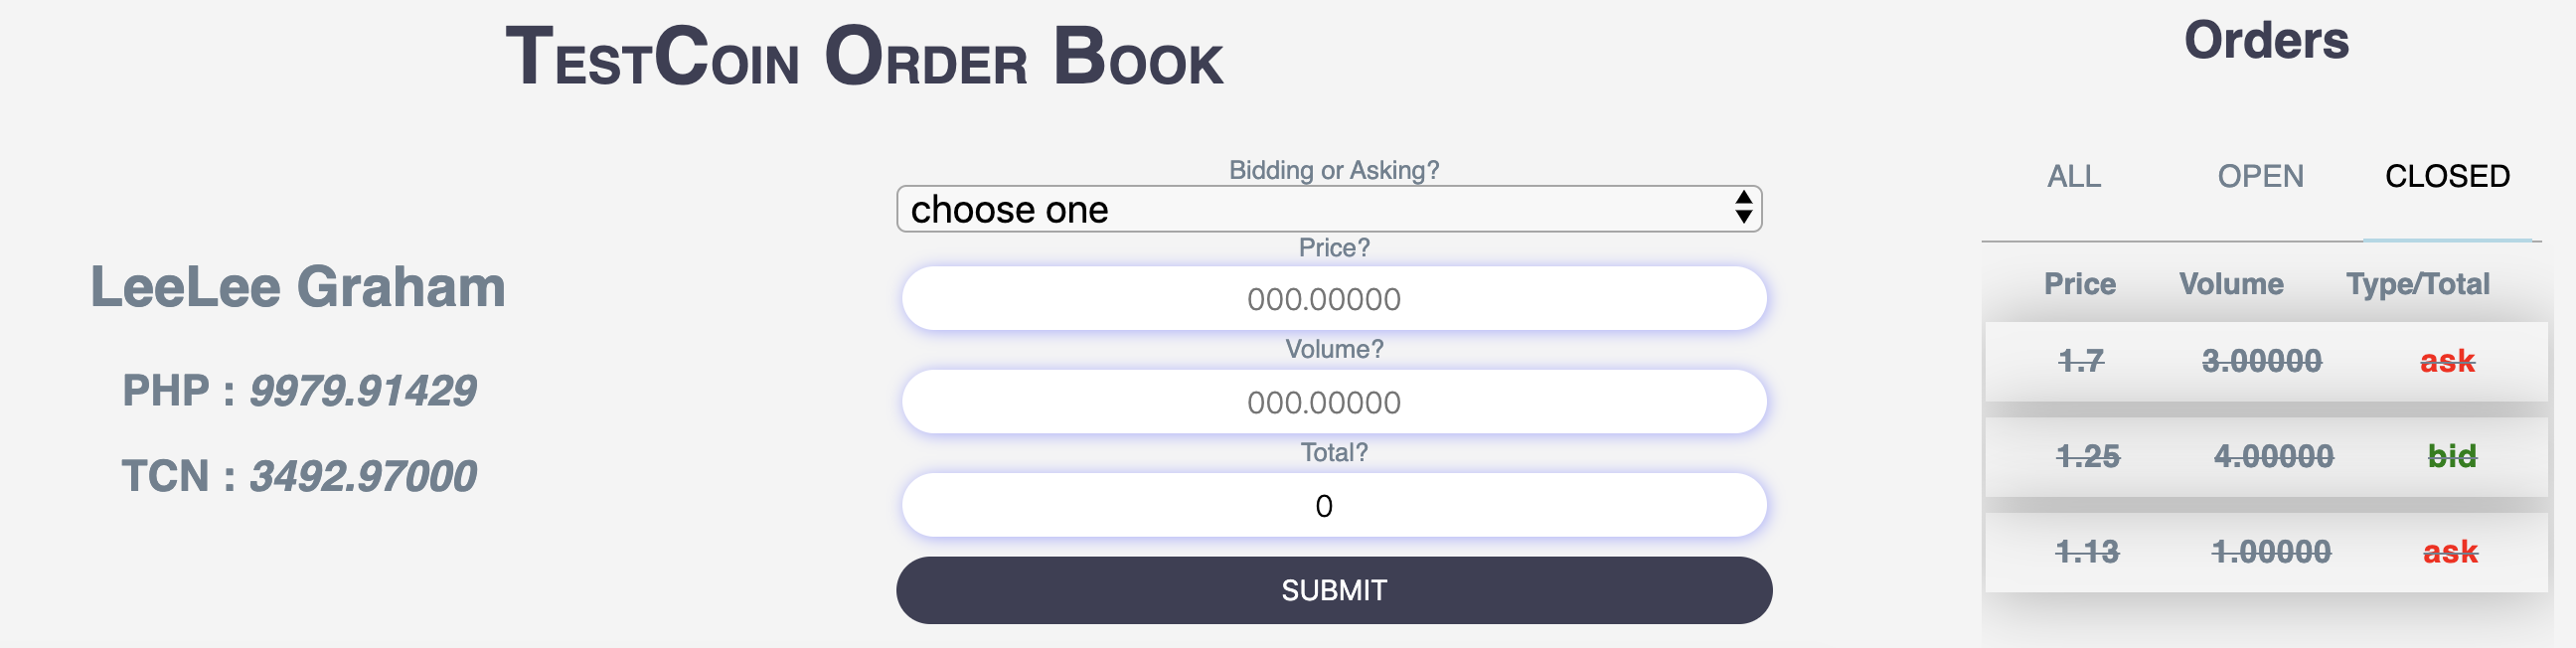 TestCoin Order Book
LeeLee Graham
PHP : 9979.91429
TCN : 3492.97000
Bidding or Asking?
choose one
Price?
000.00000
Volume?
000.00000
Total?
0
SUBMIT
Orders
ALL OPEN CLOSED
Price Volume Type/Total
1.7 3.00000 ask
1.25 4.00000 bid
1.13 1.00000 ask